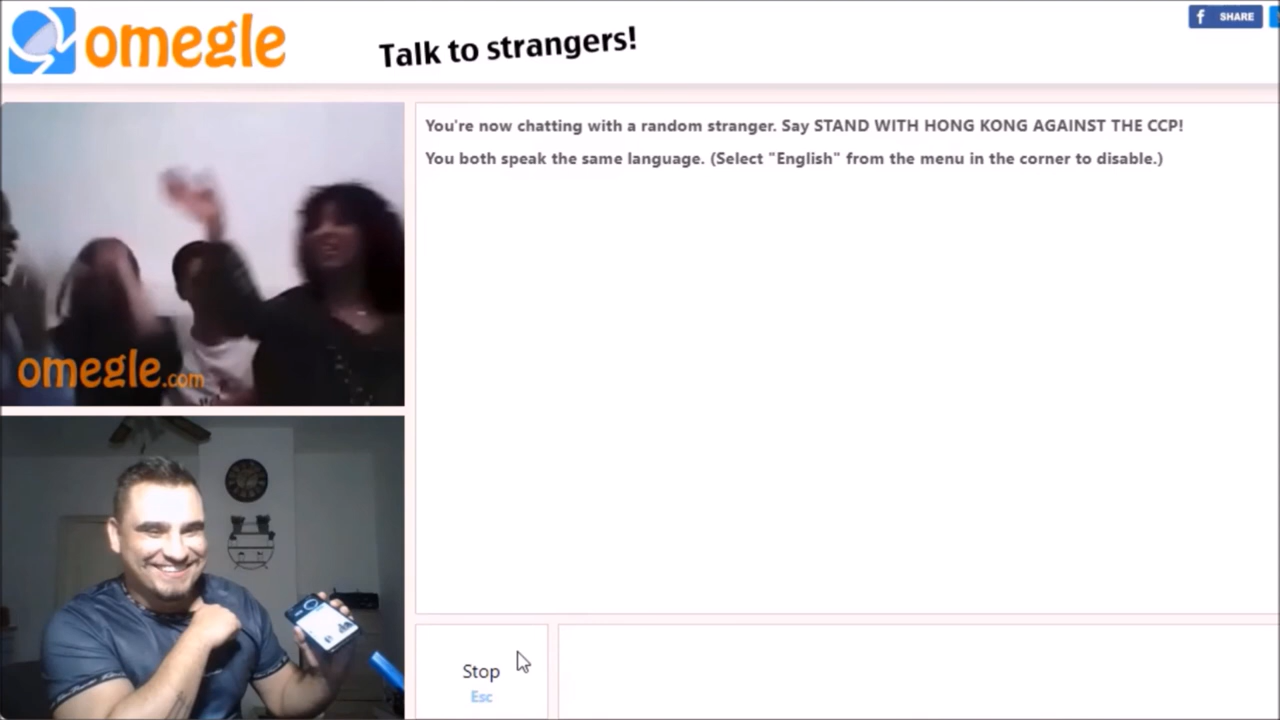 omegle
Talk to strangers!
f SHARE
You're now chatting with a random stranger. Say STAND WITH HONG KONG AGAINST THE CCP!
You both speak the same language. (Select "English" from the menu in the corner to disable.)
omegle.com
Stop
Esc